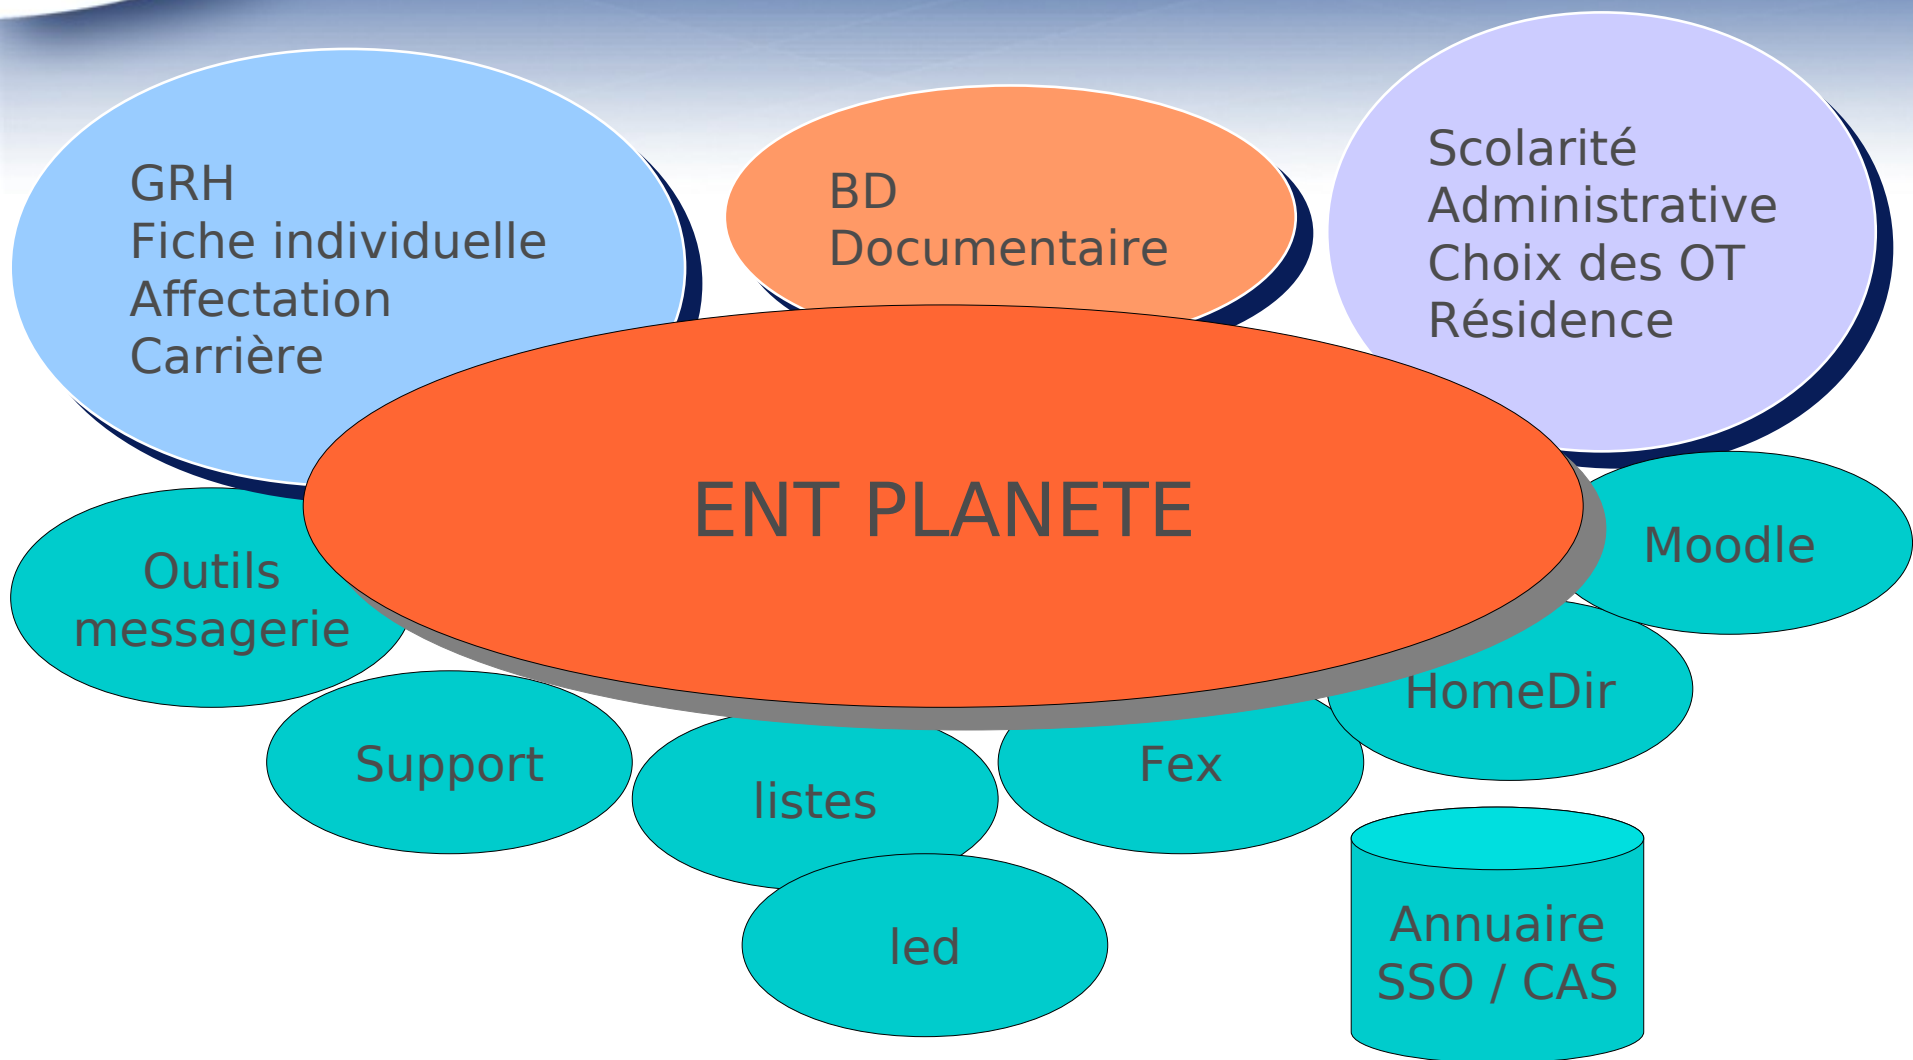 GRH
Fiche individuelle
Affectation
Carrière
BD
Documentaire
Scolarité
Administrative
Choix des OT
Résidence
ENT PLANETE
Outils
messagerie
Moodle
HomeDir
Support
listes
Fex
led
Annuaire
SSO / CAS